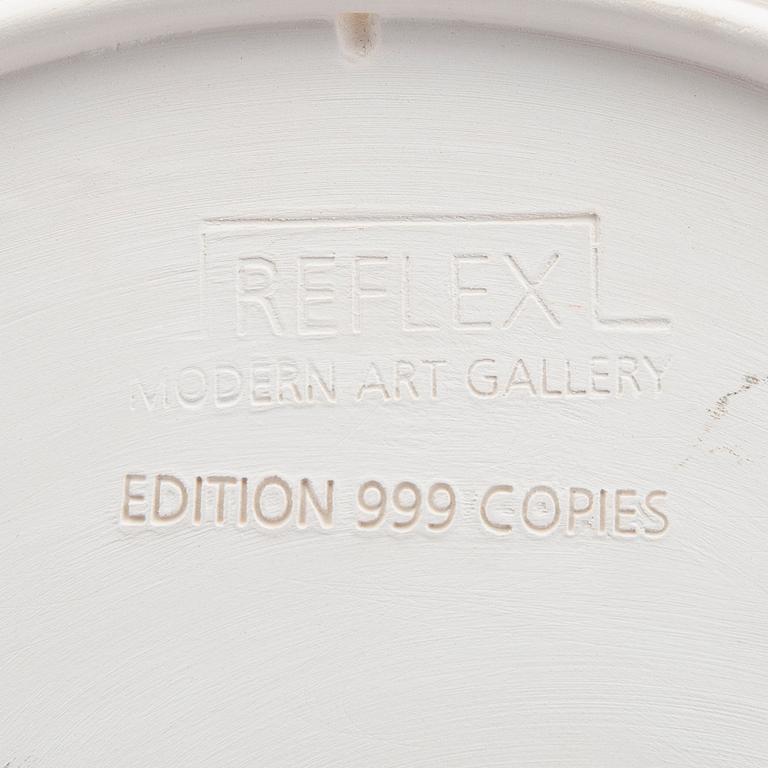 REFLEX
MODERN ART GALLERY
EDITION 999 COPIES